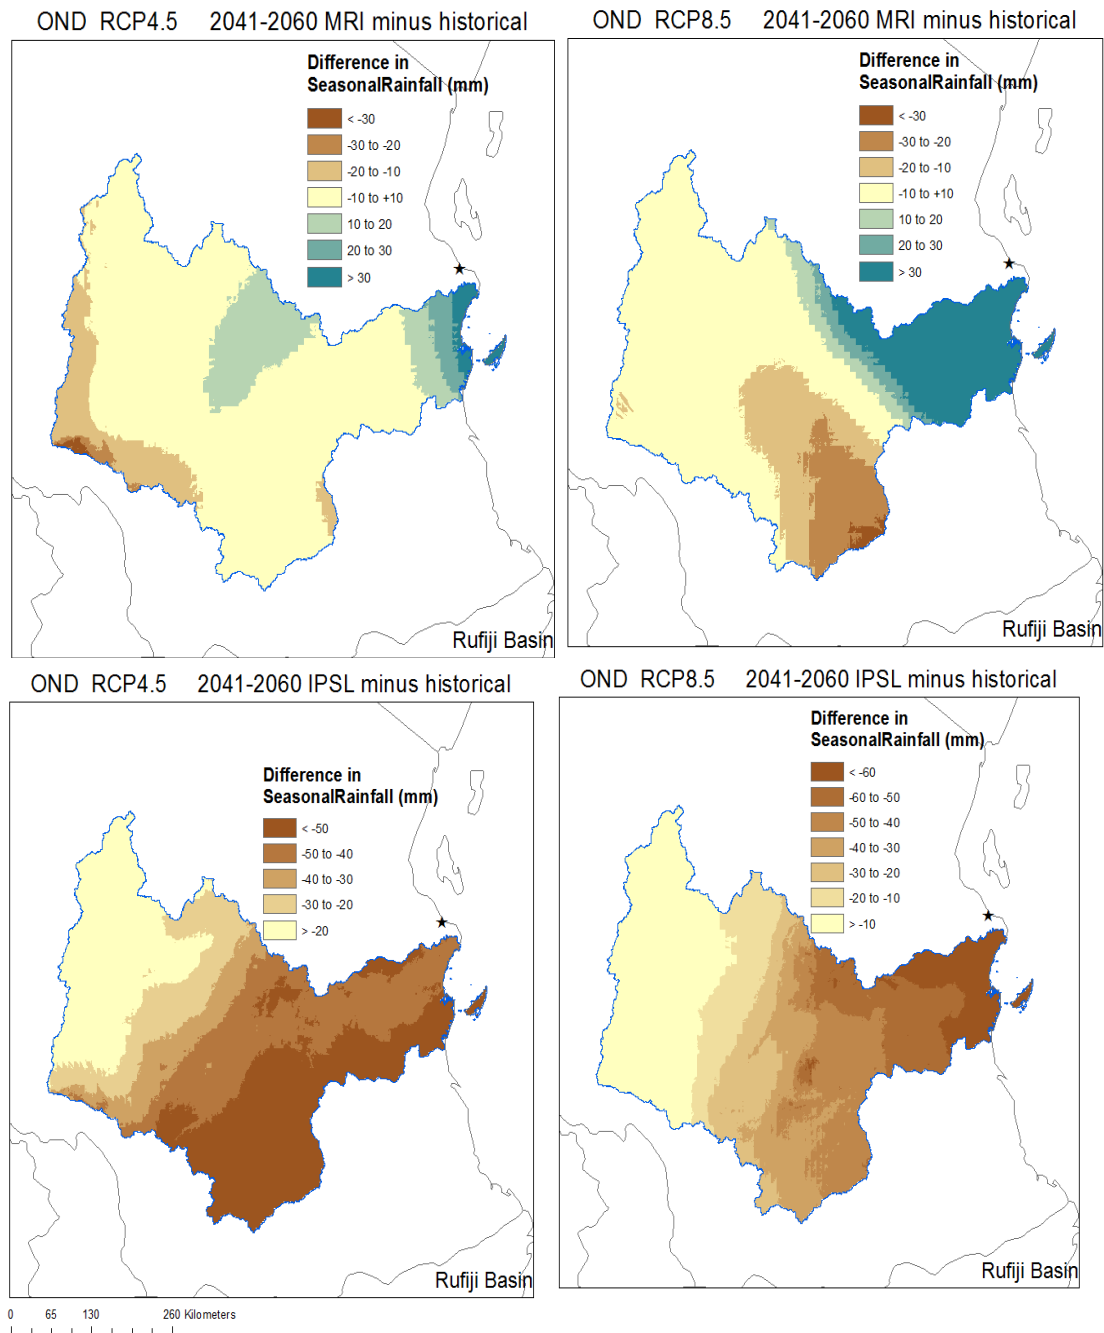 OND RCP4.5 2041-2060 MRI minus historical
Difference in
SeasonalRainfall (mm)
< -30
-30 to -20
-20 to -10
-10 to +10
10 to 20
20 to 30
> 30
Rufiji Basin
OND RCP8.5 2041-2060 MRI minus historical
Difference in
SeasonalRainfall (mm)
< -30
-30 to -20
-20 to -10
-10 to +10
10 to 20
20 to 30
> 30
Rufiji Basin
OND RCP4.5 2041-2060 IPSL minus historical
Difference in
SeasonalRainfall (mm)
< -50
-50 to -40
-40 to -30
-30 to -20
> -20
Rufiji Basin
OND RCP8.5 2041-2060 IPSL minus historical
Difference in
SeasonalRainfall (mm)
< -60
-60 to -50
-50 to -40
-40 to -30
-30 to -20
-20 to -10
> -10
Rufiji Basin
0 65 130 260 Kilometers